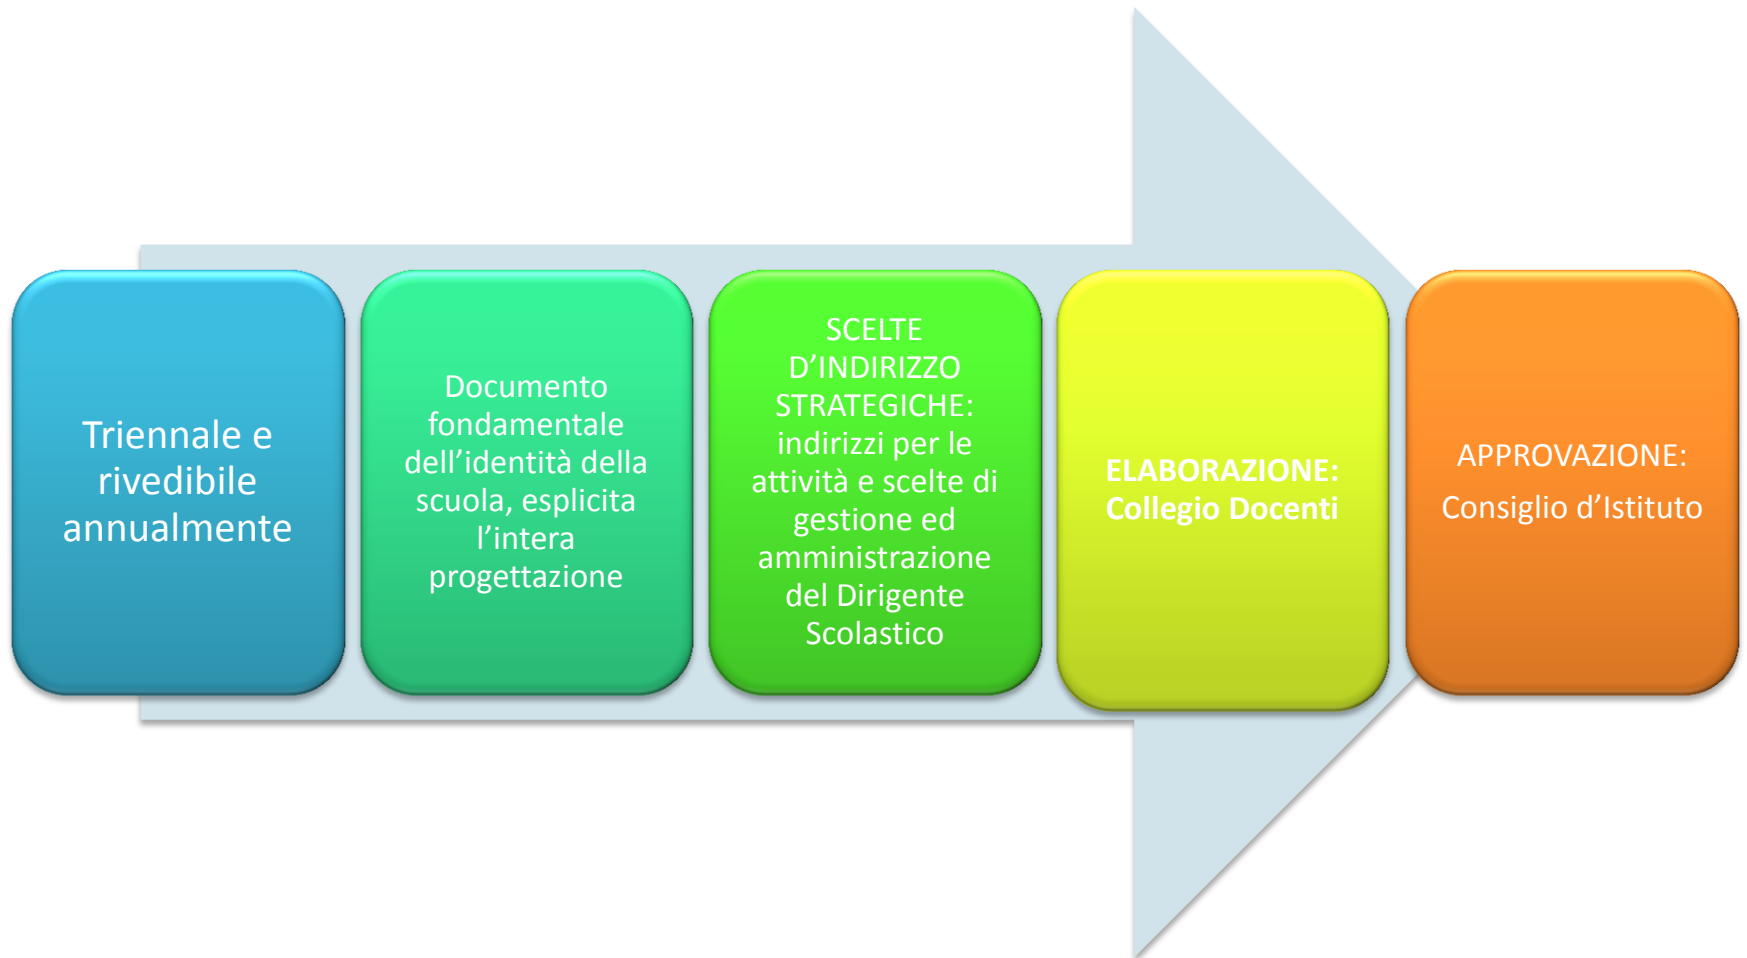 Triennale e
rivedibile
annualmente
Documento
fondamentale
dell’identità della
scuola, esplicita
l’intera
progettazione
SCELTE
D’INDIRIZZO
STRATEGICHE:
indirizzi per le
attività e scelte di
gestione ed
amministrazione
del Dirigente
Scolastico
ELABORAZIONE:
Collegio Docenti
APPROVAZIONE:
Consiglio d’Istituto